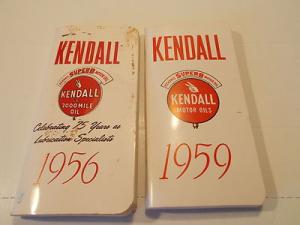 KENDALL
SUPERB
KENDALL
2000 MILE
OIL
Celebrating 75 Years as
Lubrication Specialists
1956
KENDALL
SUPERB
KENDALL
MOTOR OILS
1959